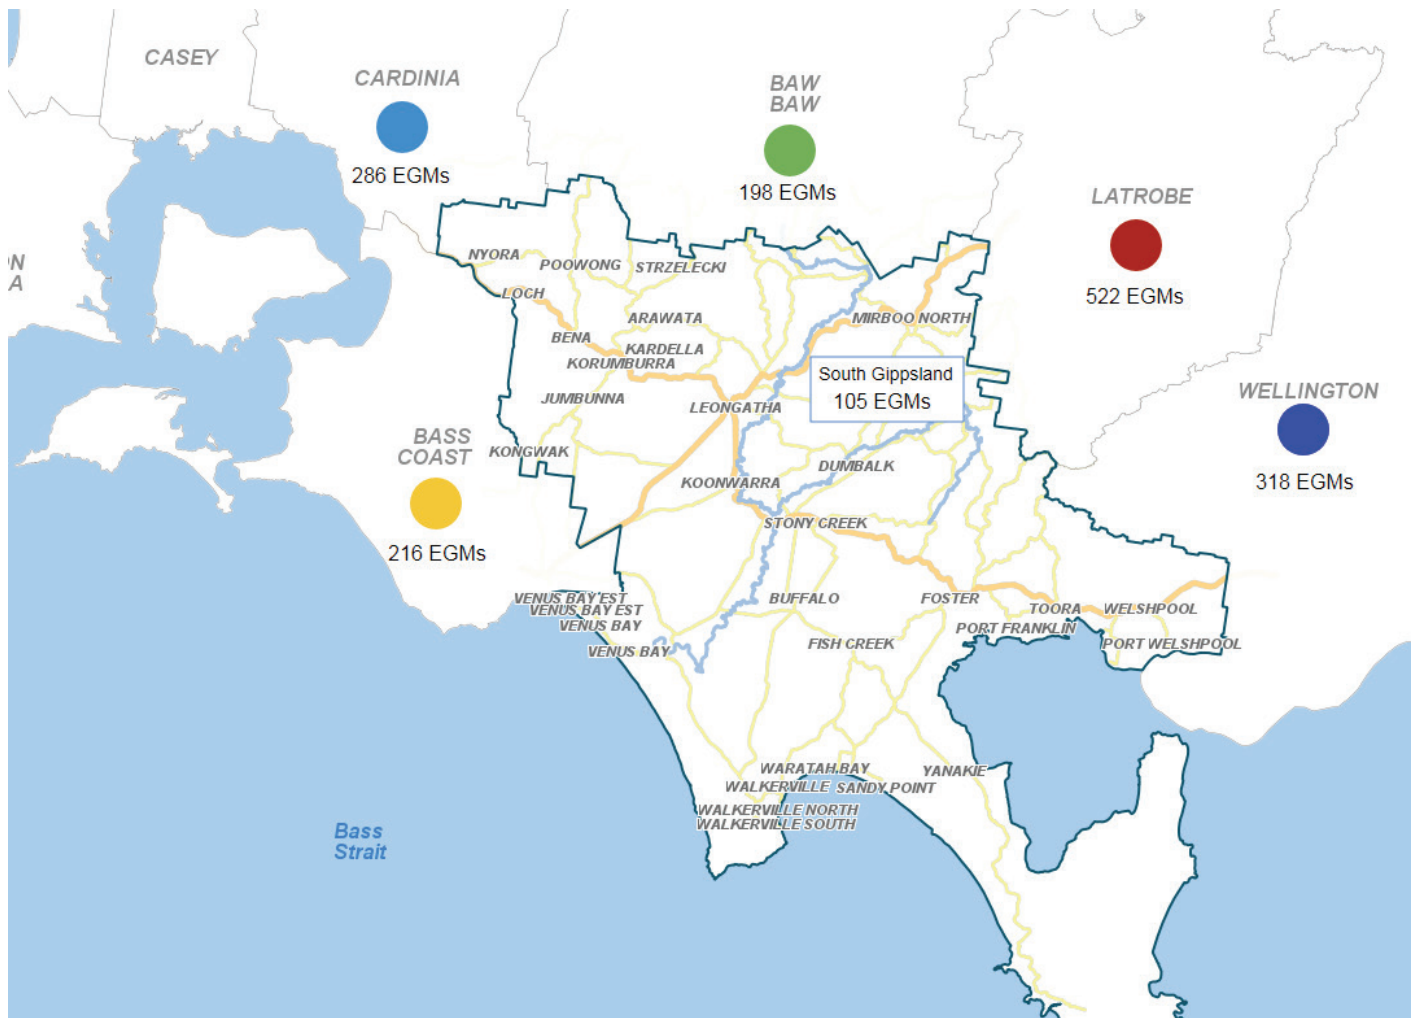 CASEY
CARDINIA
286 EGMs
BAW
BAW
198 EGMs
LATROBE
522 EGMs
WELLINGTON
318 EGMs
BASS
COAST
216 EGMs
South Gippsland
105 EGMs
N
A
NYORA
POOWONG
STRZELECKI
LOCH
ARAWATA
MIRBOO NORTH
BENA
KARDELLA
KORUMBURRA
JUMBUNNA
LEONGATHA
KONGWAK
DUMBALK
KOONWARRA
STONY CREEK
VENUS BAY EST
VENUS BAY EST
VENUS BAY
VENUS BAY
BUFFALO
FOSTER
TOORA
WELSHPOOL
PORT FRANKLIN
FISH CREEK
PORT WELSHPOOL
WARATAH BAY
YANAKIE
WALKERVILLE
SANDY POINT
WALKERVILLE NORTH
WALKERVILLE SOUTH
Bass
Strait